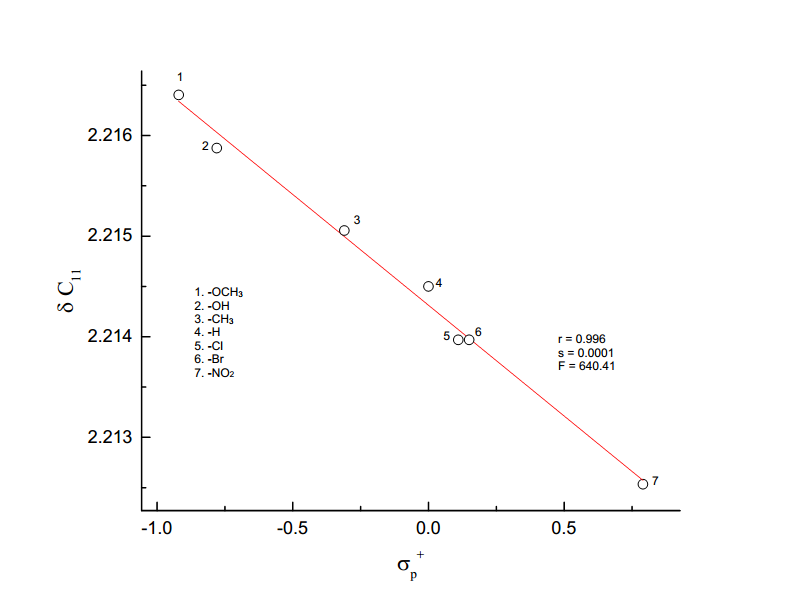 1
2.216
2
3
2.215
δ C₁₁
4
1. -OCH₃
2. -OH
3. -CH₃
4. -H
5. -Cl
6. -Br
7. -NO₂
2.214
5
6
r = 0.996
s = 0.0001
F = 640.41
2.213
7
-1.0 -0.5 0.0 0.5
σₚ⁺